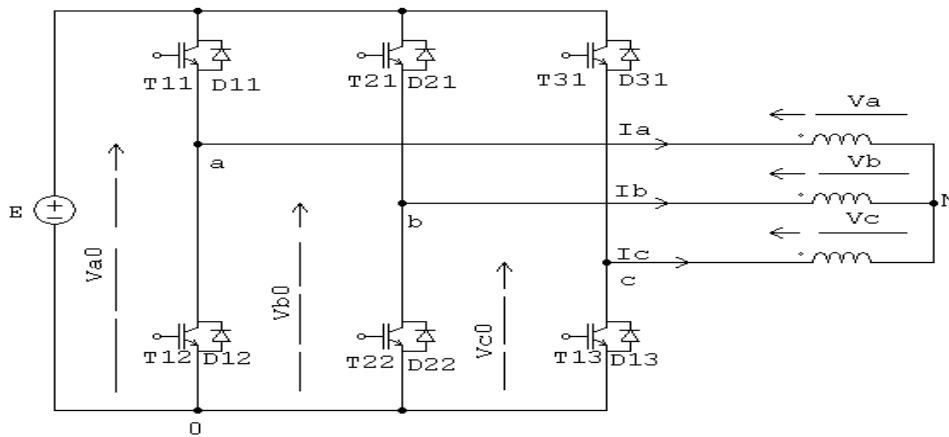 T11 D11
T21 D21
T31 D31
Va
Ia
a
Vb
Ib
E
b
N
Vc
Ic
c
Va0
Vb0
Vc0
T12 D12
T22 D22
T13 D13
0